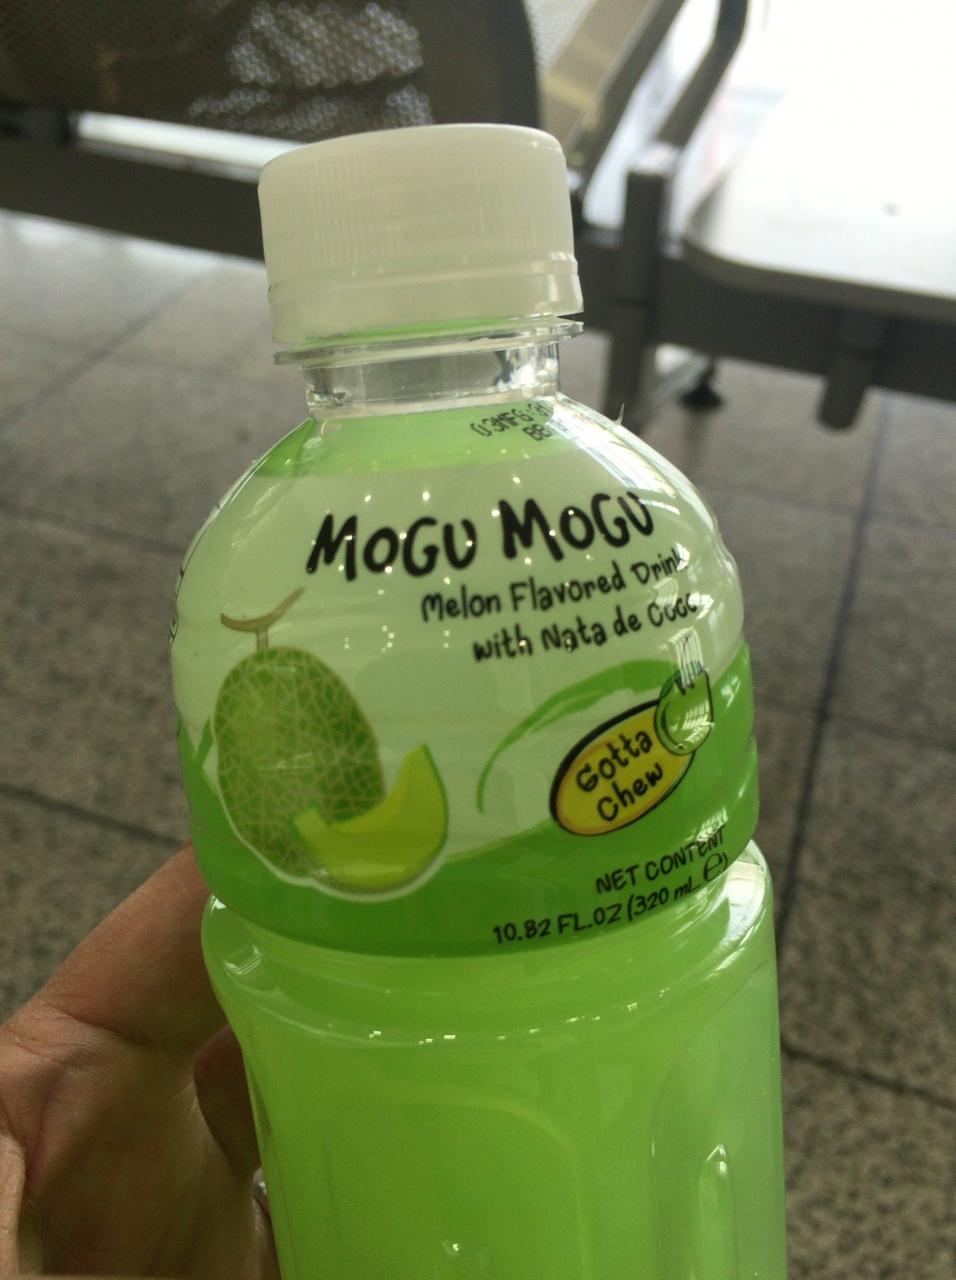 BB
MOGU MOGU
Melon Flavored Drink
with Nata de Coco
Gotta
Chew
NET CONTENT
10.82 FL.OZ (320 mL ℮)